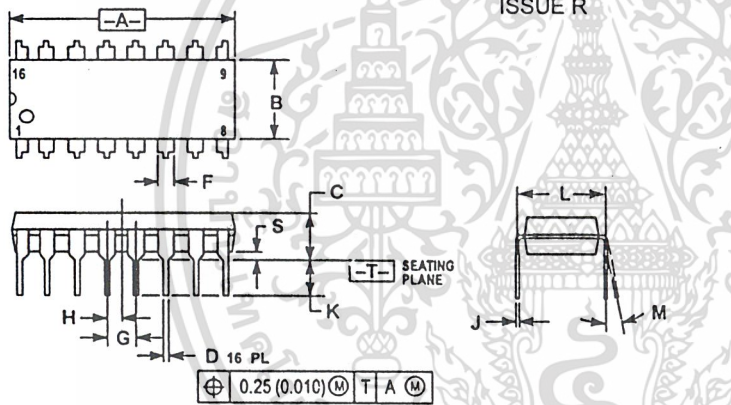 ISSUE R
-A-
16 9
B
1 8
F
C
S
L
-T- SEATING
PLANE
K
H
G
J
M
D 16 PL
⌖ 0.25 (0.010) Ⓜ T A Ⓜ